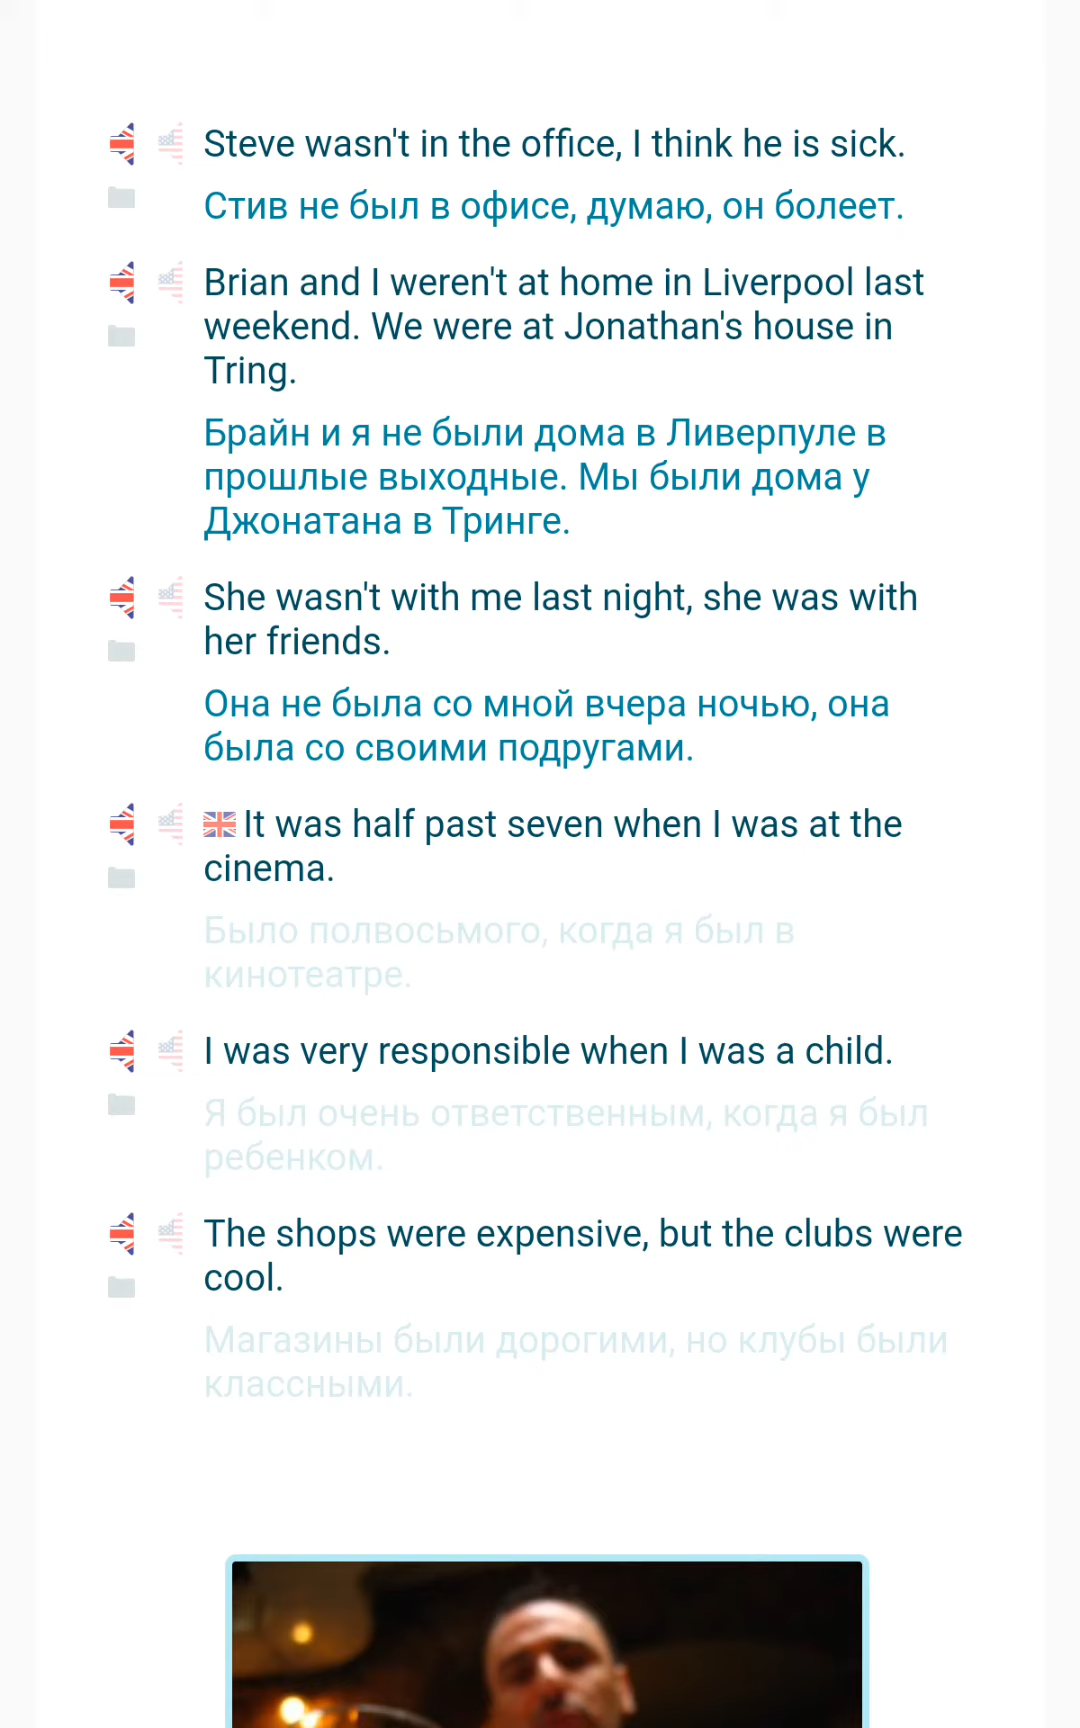 Steve wasn't in the office, I think he is sick.
Стив не был в офисе, думаю, он болеет.
Brian and I weren't at home in Liverpool last
weekend. We were at Jonathan's house in
Tring.
Брайн и я не были дома в Ливерпуле в
прошлые выходные. Мы были дома у
Джонатана в Тринге.
She wasn't with me last night, she was with
her friends.
Она не была со мной вчера ночью, она
была со своими подругами.
It was half past seven when I was at the
cinema.
Было полвосьмого, когда я был в
кинотеатре.
I was very responsible when I was a child.
Я был очень ответственным, когда я был
ребенком.
The shops were expensive, but the clubs were
cool.
Магазины были дорогими, но клубы были
классными.